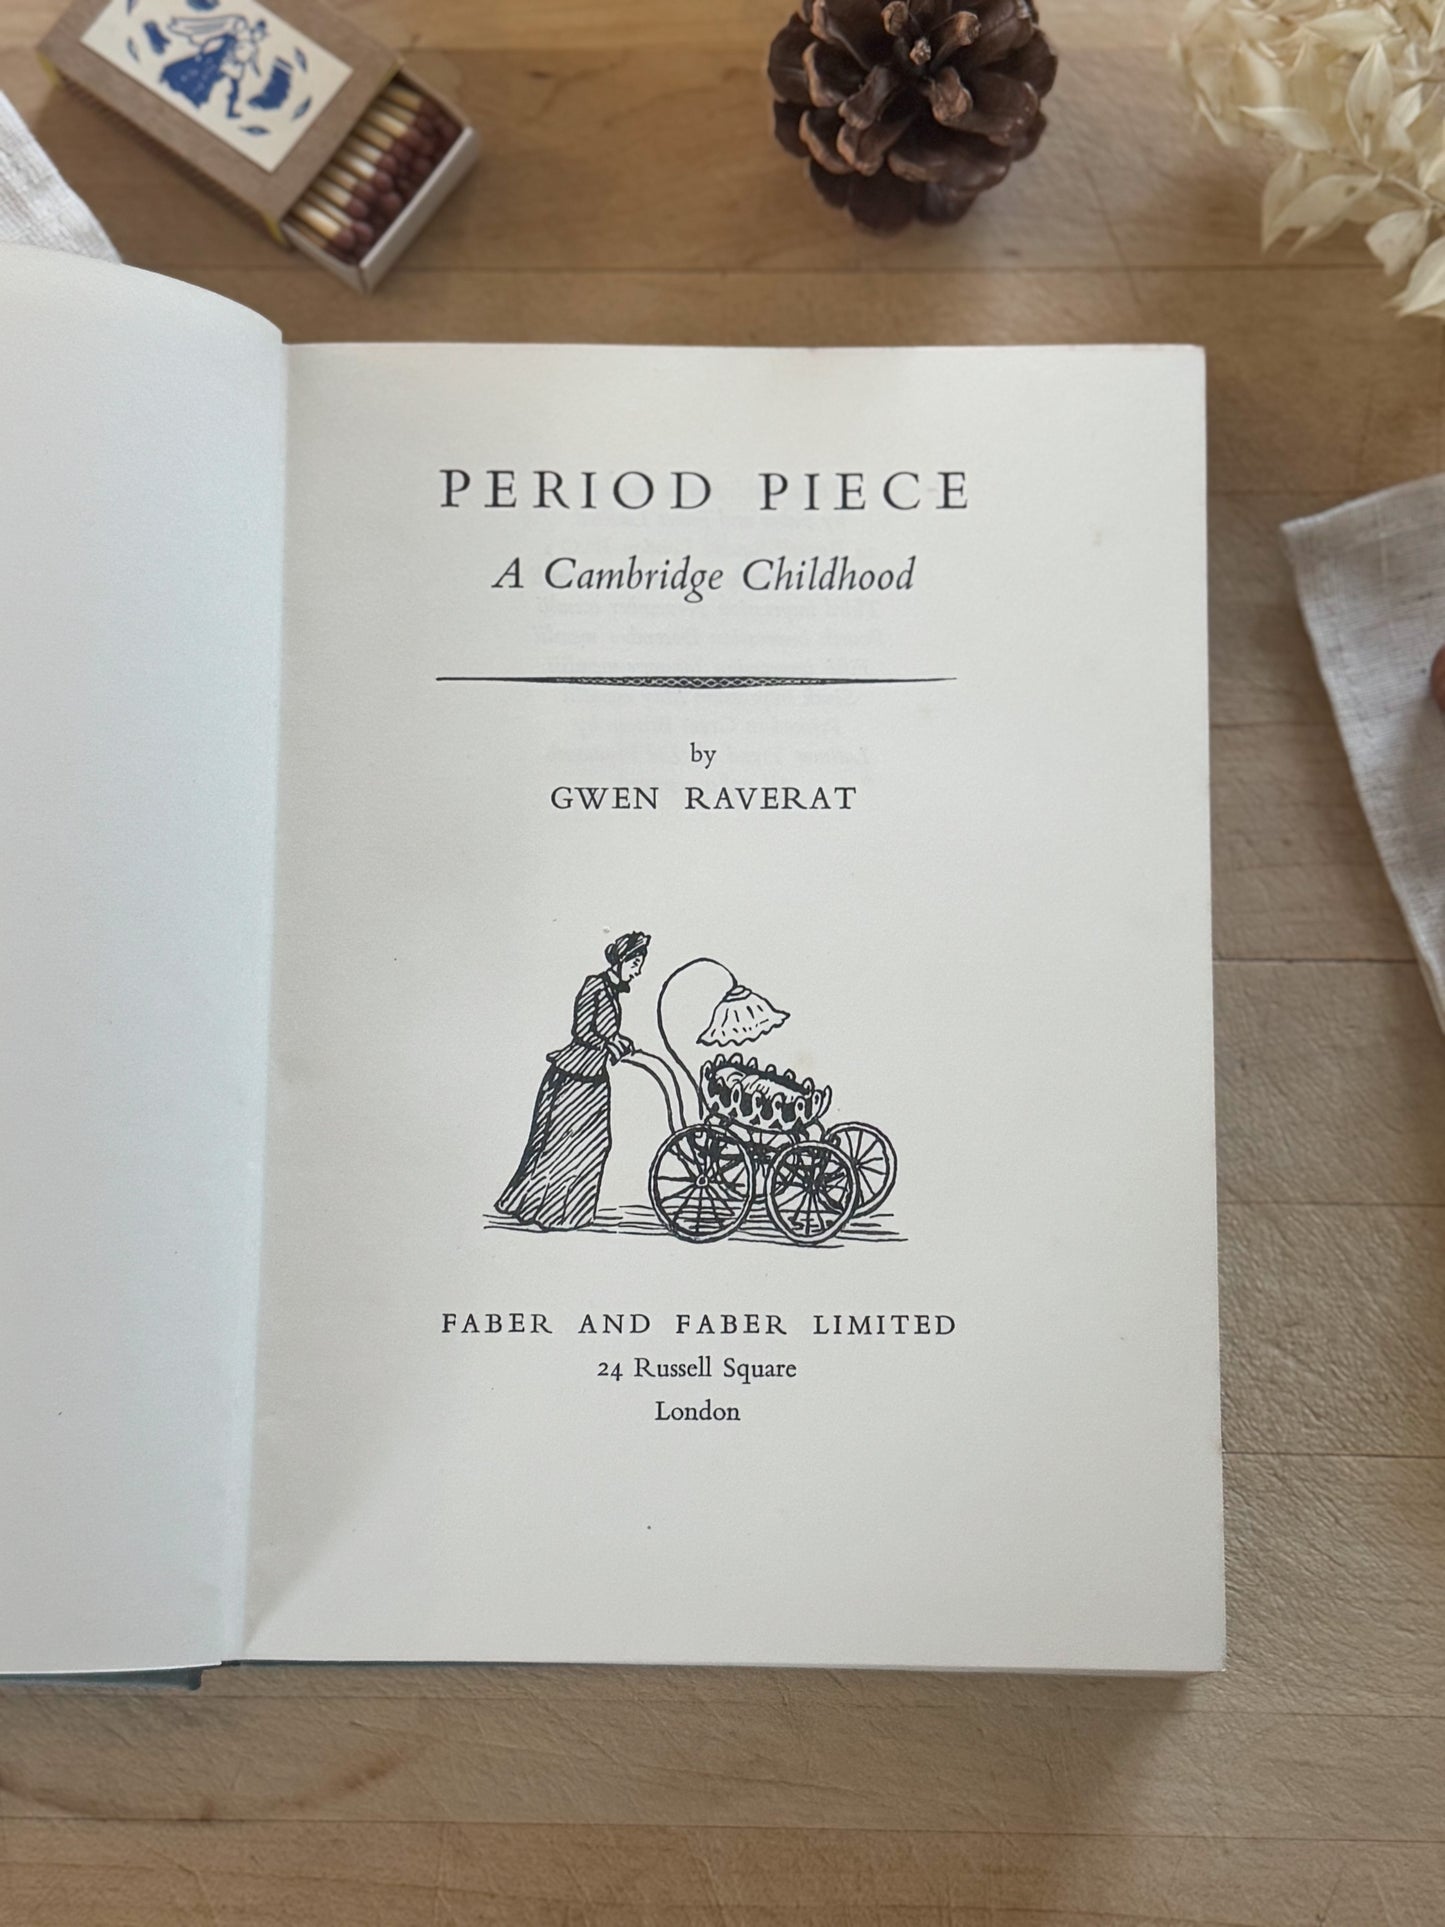 PERIOD PIECE
A Cambridge Childhood
by
GWEN RAVERAT
FABER AND FABER LIMITED
24 Russell Square
London